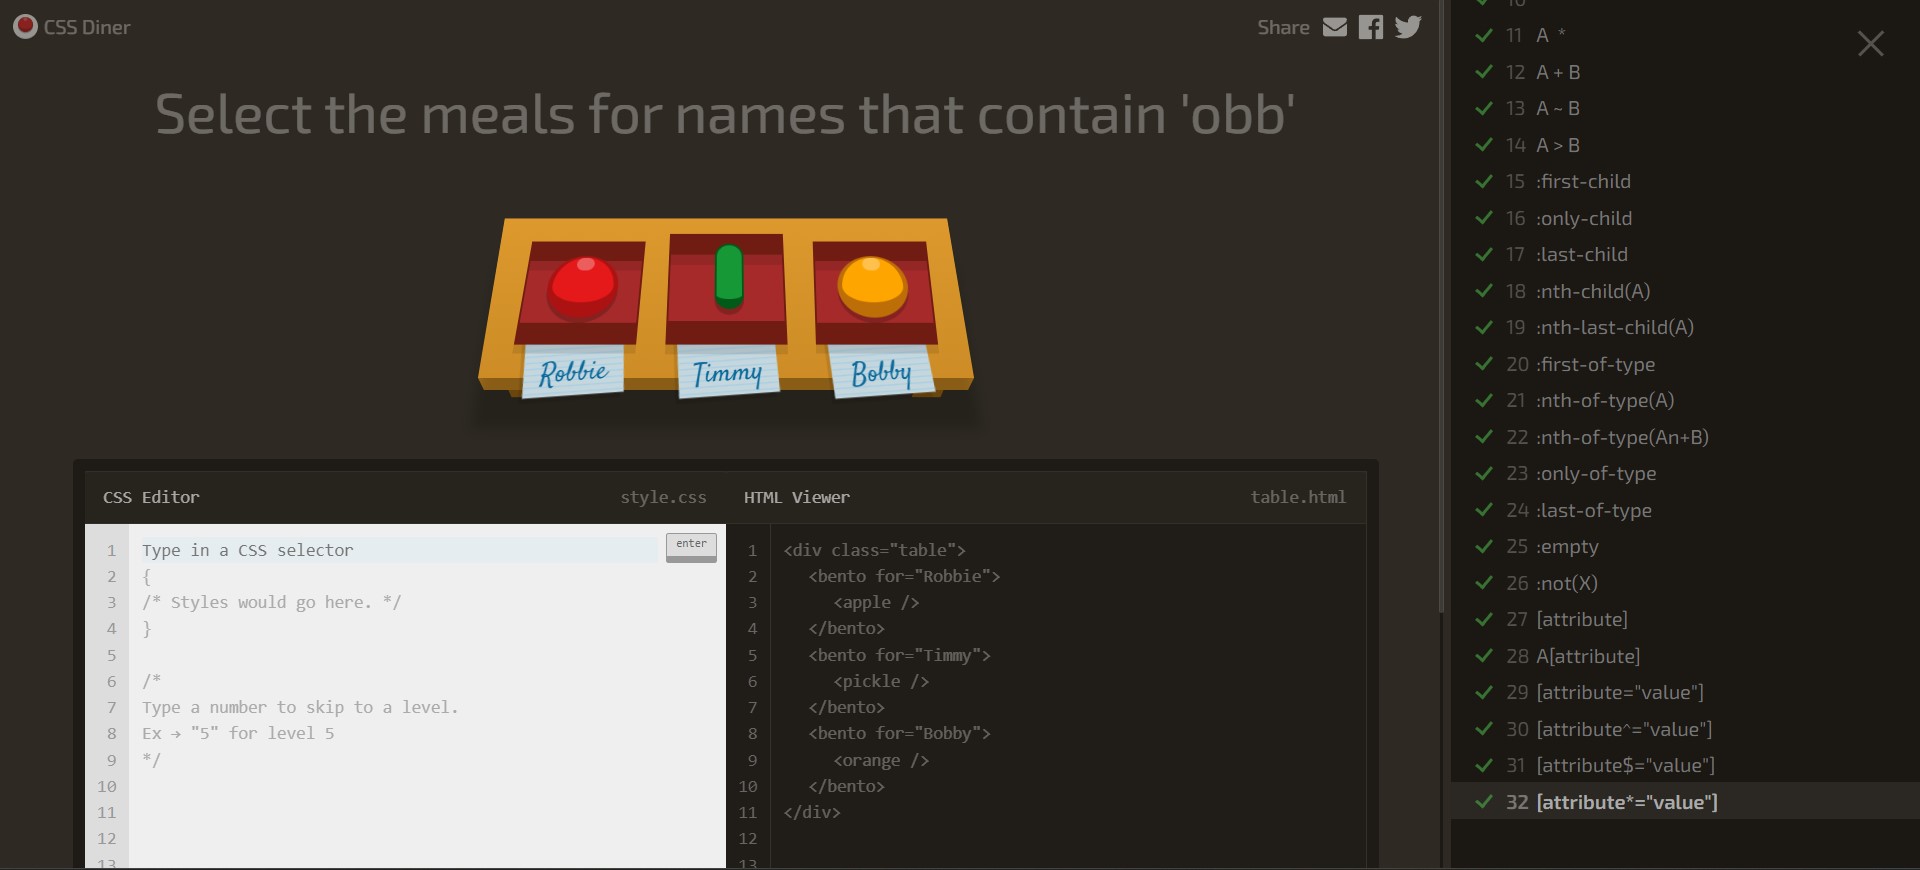 CSS Diner
Share
Select the meals for names that contain 'obb'
Robbie
Timmy
Bobby
CSS Editor
style.css
1 Type in a CSS selector
enter
2 {
3 /* Styles would go here. */
4 }
5
6 /*
7 Type a number to skip to a level.
8 Ex → "5" for level 5
9 */
10
11
12
13
HTML Viewer
table.html
1 <div class="table">
2 <bento for="Robbie">
3 <apple />
4 </bento>
5 <bento for="Timmy">
6 <pickle />
7 </bento>
8 <bento for="Bobby">
9 <orange />
10 </bento>
11 </div>
12
13
11 A *
12 A + B
13 A ~ B
14 A > B
15 :first-child
16 :only-child
17 :last-child
18 :nth-child(A)
19 :nth-last-child(A)
20 :first-of-type
21 :nth-of-type(A)
22 :nth-of-type(An+B)
23 :only-of-type
24 :last-of-type
25 :empty
26 :not(X)
27 [attribute]
28 A[attribute]
29 [attribute="value"]
30 [attribute^="value"]
31 [attribute$="value"]
32 [attribute*="value"]